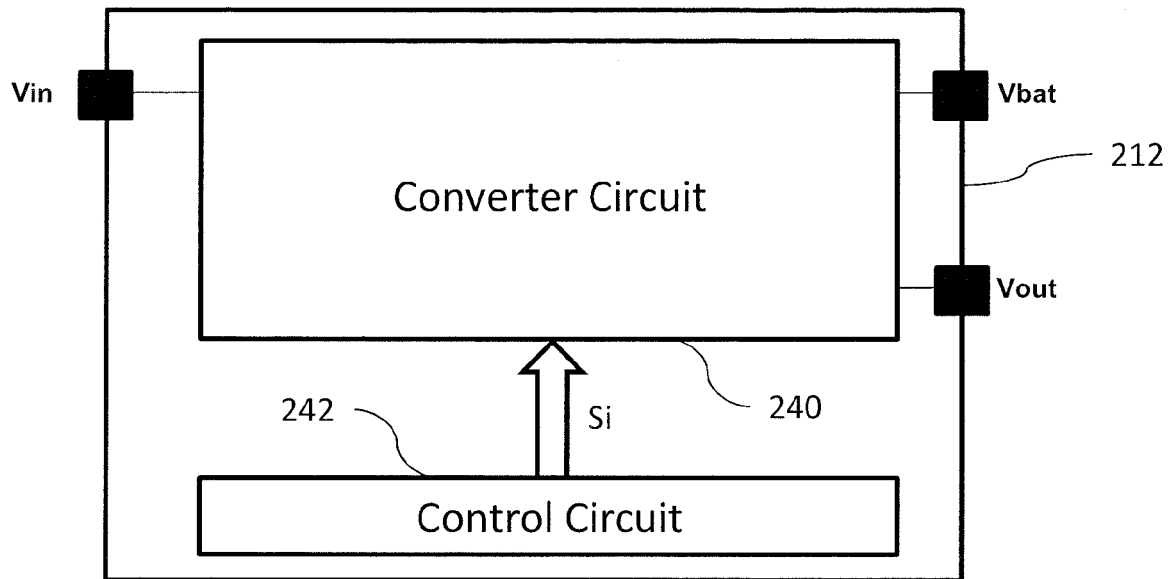 Vin
Vbat
212
Converter Circuit
Vout
242
Si
240
Control Circuit